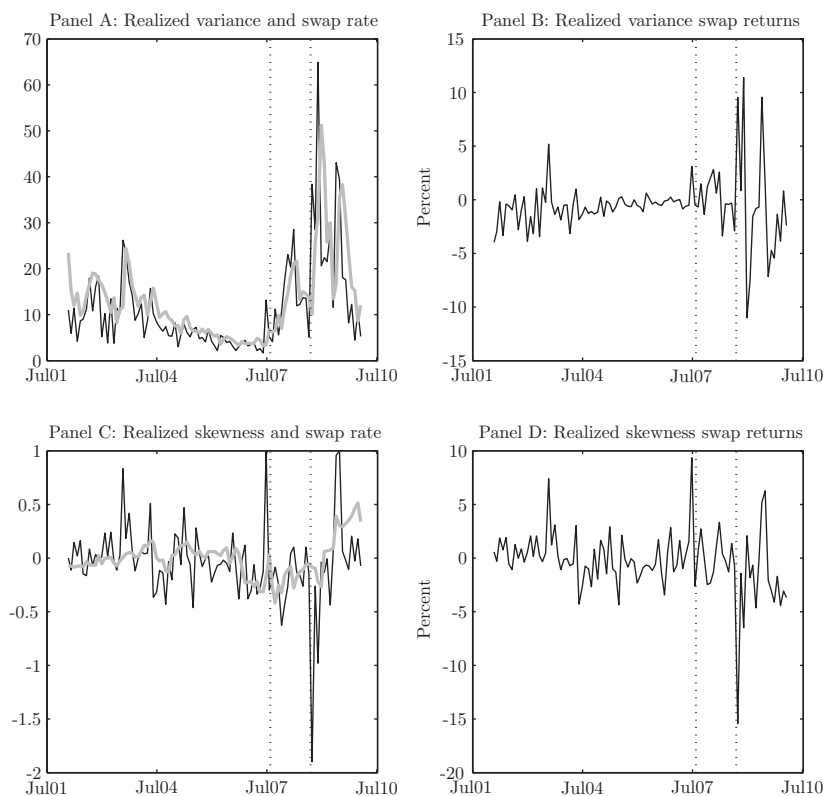 Panel A: Realized variance and swap rate
70
60
50
40
30
20
10
0
Jul01
Jul04
Jul07
Jul10
Panel B: Realized variance swap returns
Percent
15
10
5
0
-5
-10
-15
Jul01
Jul04
Jul07
Jul10
Panel C: Realized skewness and swap rate
1
0.5
0
-0.5
-1
-1.5
-2
Jul01
Jul04
Jul07
Jul10
Panel D: Realized skewness swap returns
Percent
10
5
0
-5
-10
-15
-20
Jul01
Jul04
Jul07
Jul10